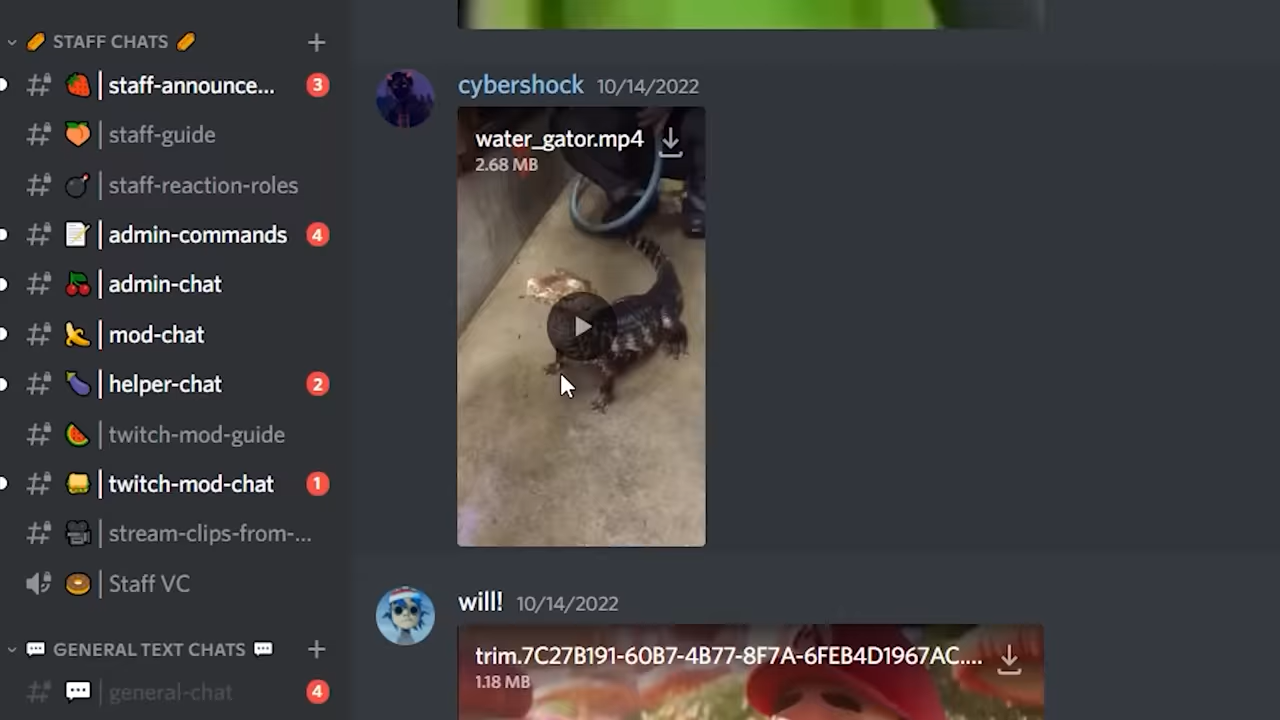 STAFF CHATS
staff-announce... 3
staff-guide
staff-reaction-roles
admin-commands 4
admin-chat
mod-chat
helper-chat 2
twitch-mod-guide
twitch-mod-chat 1
stream-clips-from-...
Staff VC
GENERAL TEXT CHATS
general-chat 4
cybershock 10/14/2022
water_gator.mp4
2.68 MB
will! 10/14/2022
trim.7C27B191-60B7-4B77-8F7A-6FEB4D1967AC....
1.18 MB